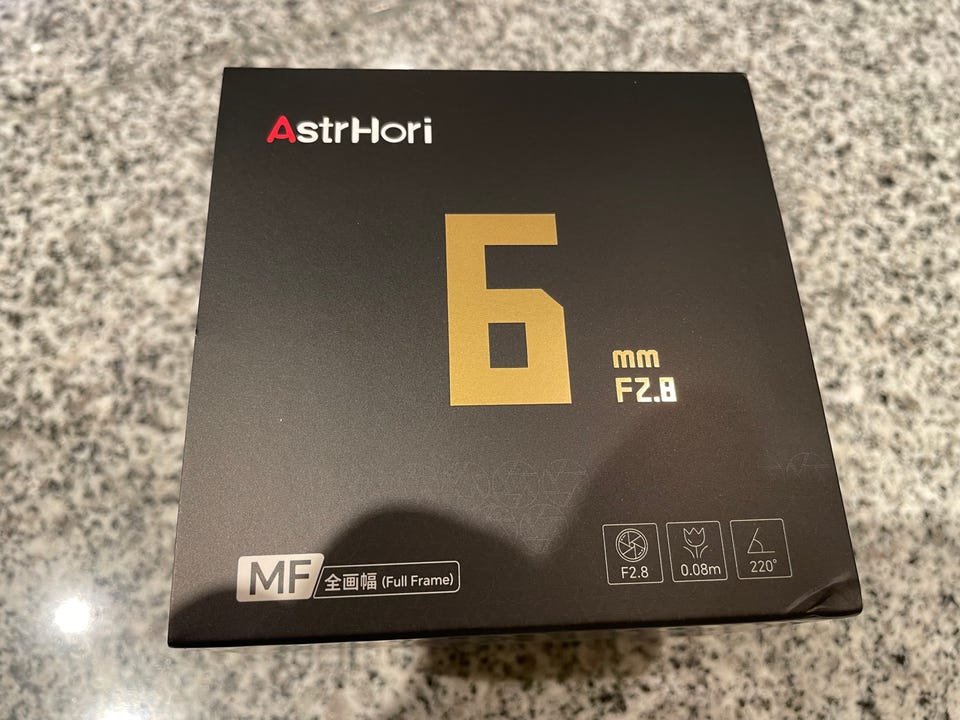 AstrHori
6
mm
F2.8
MF 全画幅 (Full Frame)
F2.8 0.08m 220°